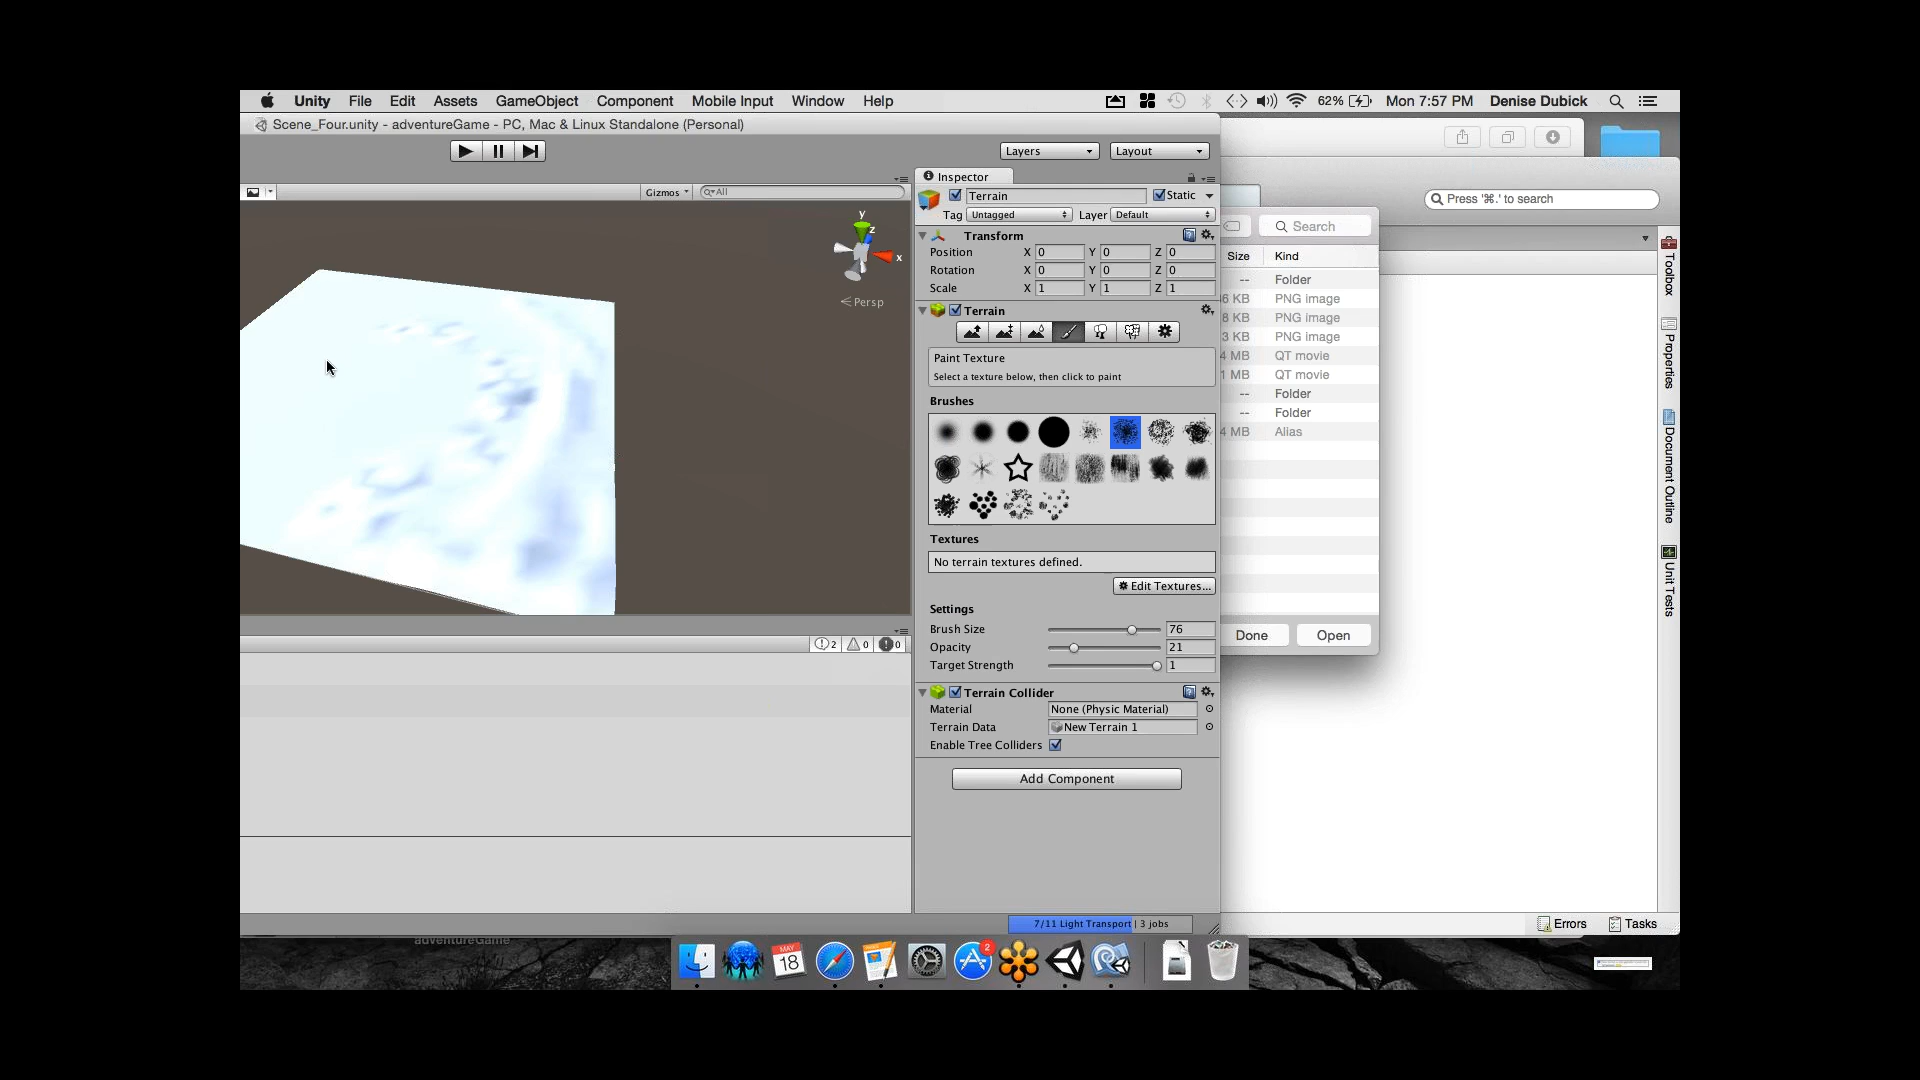 Unity File Edit Assets GameObject Component Mobile Input Window Help 62% Mon 7:57 PM Denise Dubick
Scene_Four.unity - adventureGame - PC, Mac & Linux Standalone (Personal)
Layers Layout
Inspector
Gizmos All
Terrain Static
Tag Untagged Layer Default
Transform
Position X 0 Y 0 Z 0
Rotation X 0 Y 0 Z 0
Scale X 1 Y 1 Z 1
y
z
x
Persp
Terrain
Paint Texture
Select a texture below, then click to paint
Brushes
Textures
No terrain textures defined.
Edit Textures...
Settings
Brush Size 76
Opacity 21
Target Strength 1
2 0 0
Terrain Collider
Material None (Physic Material)
Terrain Data New Terrain 1
Enable Tree Colliders
Add Component
7/11 Light Transport | 3 jobs
Press '⌘.' to search
Search
Size Kind
-- Folder
6 KB PNG image
8 KB PNG image
3 KB PNG image
4 MB QT movie
1 MB QT movie
-- Folder
-- Folder
4 MB Alias
Done Open
Toolbox
Properties
Document Outline
Unit Tests
Errors Tasks
adventureGame
MAY
18
2